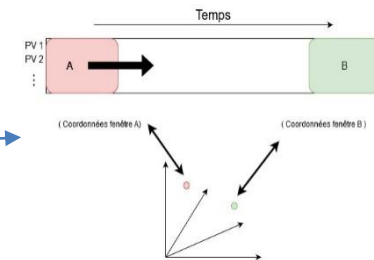 Temps
PV 1
PV 2
⋮
A
B
( Coordonnées fenêtre A)
( Coordonnées fenêtre B )